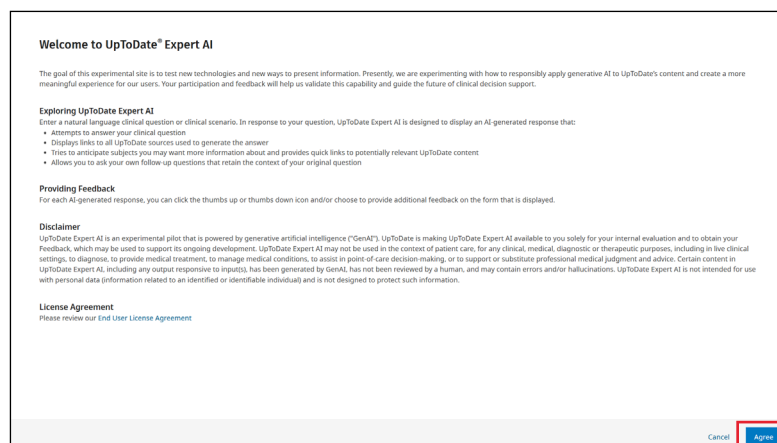 Welcome to UpToDate® Expert AI
The goal of this experimental site is to test new technologies and new ways to present information. Presently, we are experimenting with how to responsibly apply generative AI to UpToDate's content and create a more
meaningful experience for our users. Your participation and feedback will help us validate this capability and guide the future of clinical decision support.
Exploring UpToDate Expert AI
Enter a natural language clinical question or clinical scenario. In response to your question, UpToDate Expert AI is designed to display an AI-generated response that:
• Attempts to answer your clinical question
• Displays links to all UpToDate sources used to generate the answer
• Tries to anticipate subjects you may want more information about and provides quick links to potentially relevant UpToDate content
• Allows you to ask your own follow-up questions that retain the context of your original question
Providing Feedback
For each AI-generated response, you can click the thumbs up or thumbs down icon and/or choose to provide additional feedback on the form that is displayed.
Disclaimer
UpToDate Expert AI is an experimental pilot that is powered by generative artificial intelligence ("GenAI"). UpToDate is making UpToDate Expert AI available to you solely for your internal evaluation and to obtain your
Feedback, which may be used to support its ongoing development. UpToDate Expert AI may not be used in the context of patient care, for any clinical, medical, diagnostic or therapeutic purposes, including in live clinical
settings, to diagnose, to provide medical treatment, to manage medical conditions, to assist in point-of-care decision-making, or to support or substitute professional medical judgment and advice. Certain content in
UpToDate Expert AI, including any output responsive to input(s), has been generated by GenAI, has not been reviewed by a human, and may contain errors and/or hallucinations. UpToDate Expert AI is not intended for use
with personal data (information related to an identified or identifiable individual) and is not designed to protect such information.
License Agreement
Please review our End User License Agreement
Cancel Agree